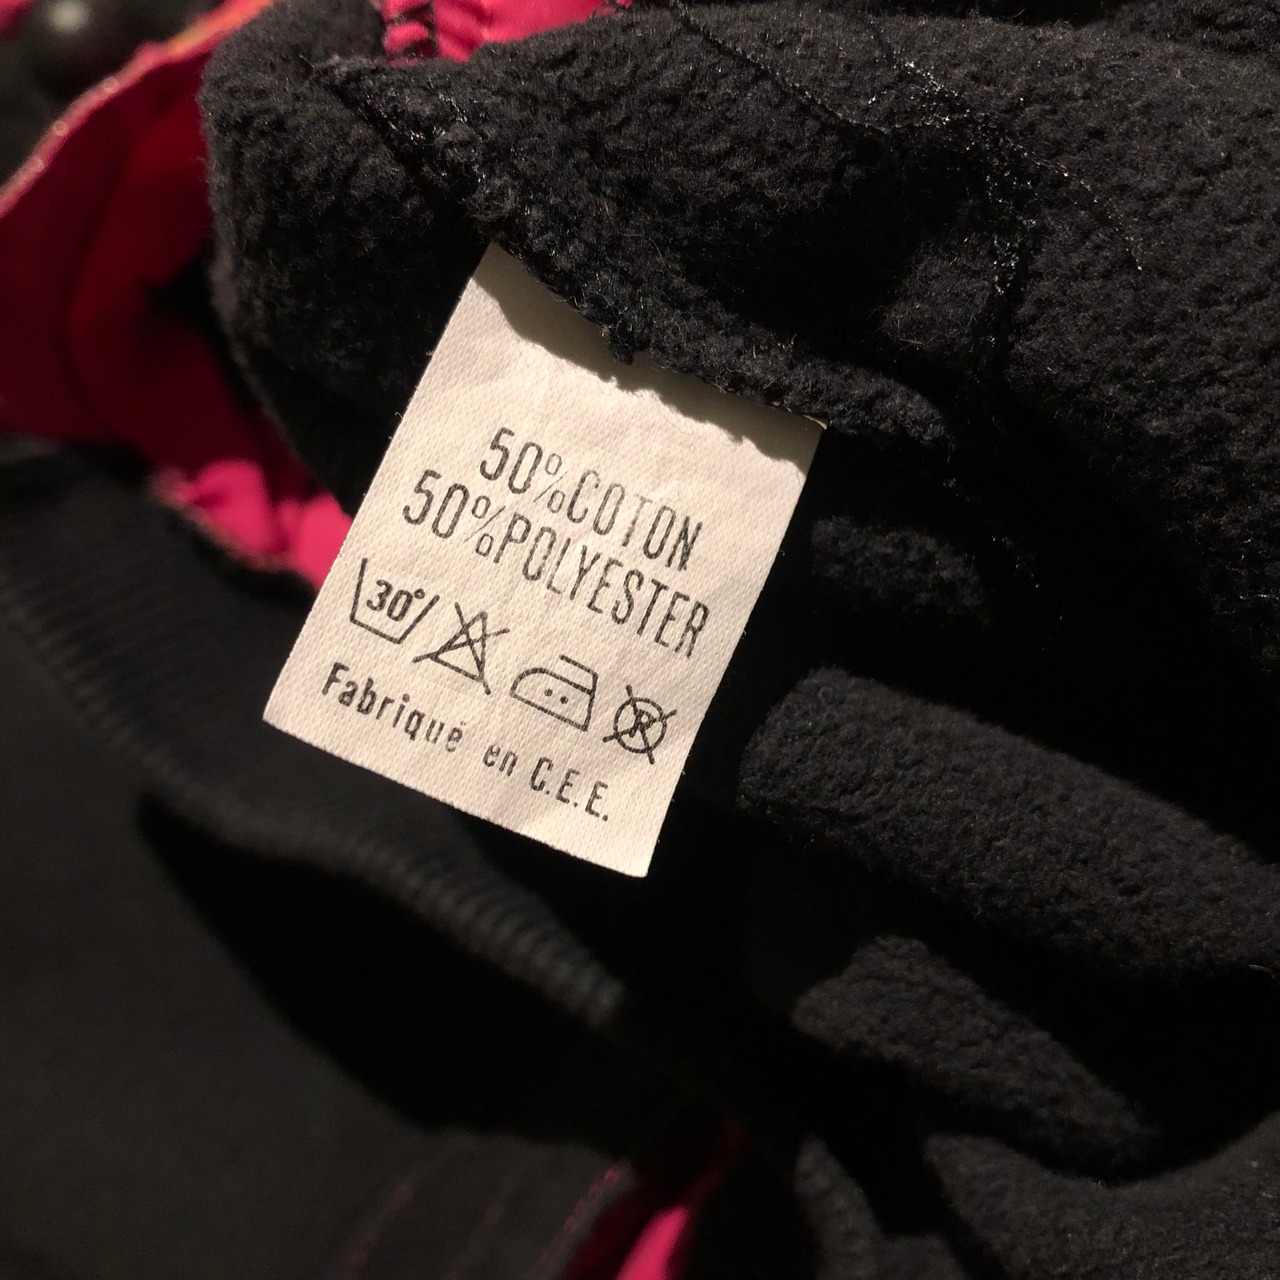 50%COTON
50%POLYESTER
30°
R
Fabriqué en C.E.E.